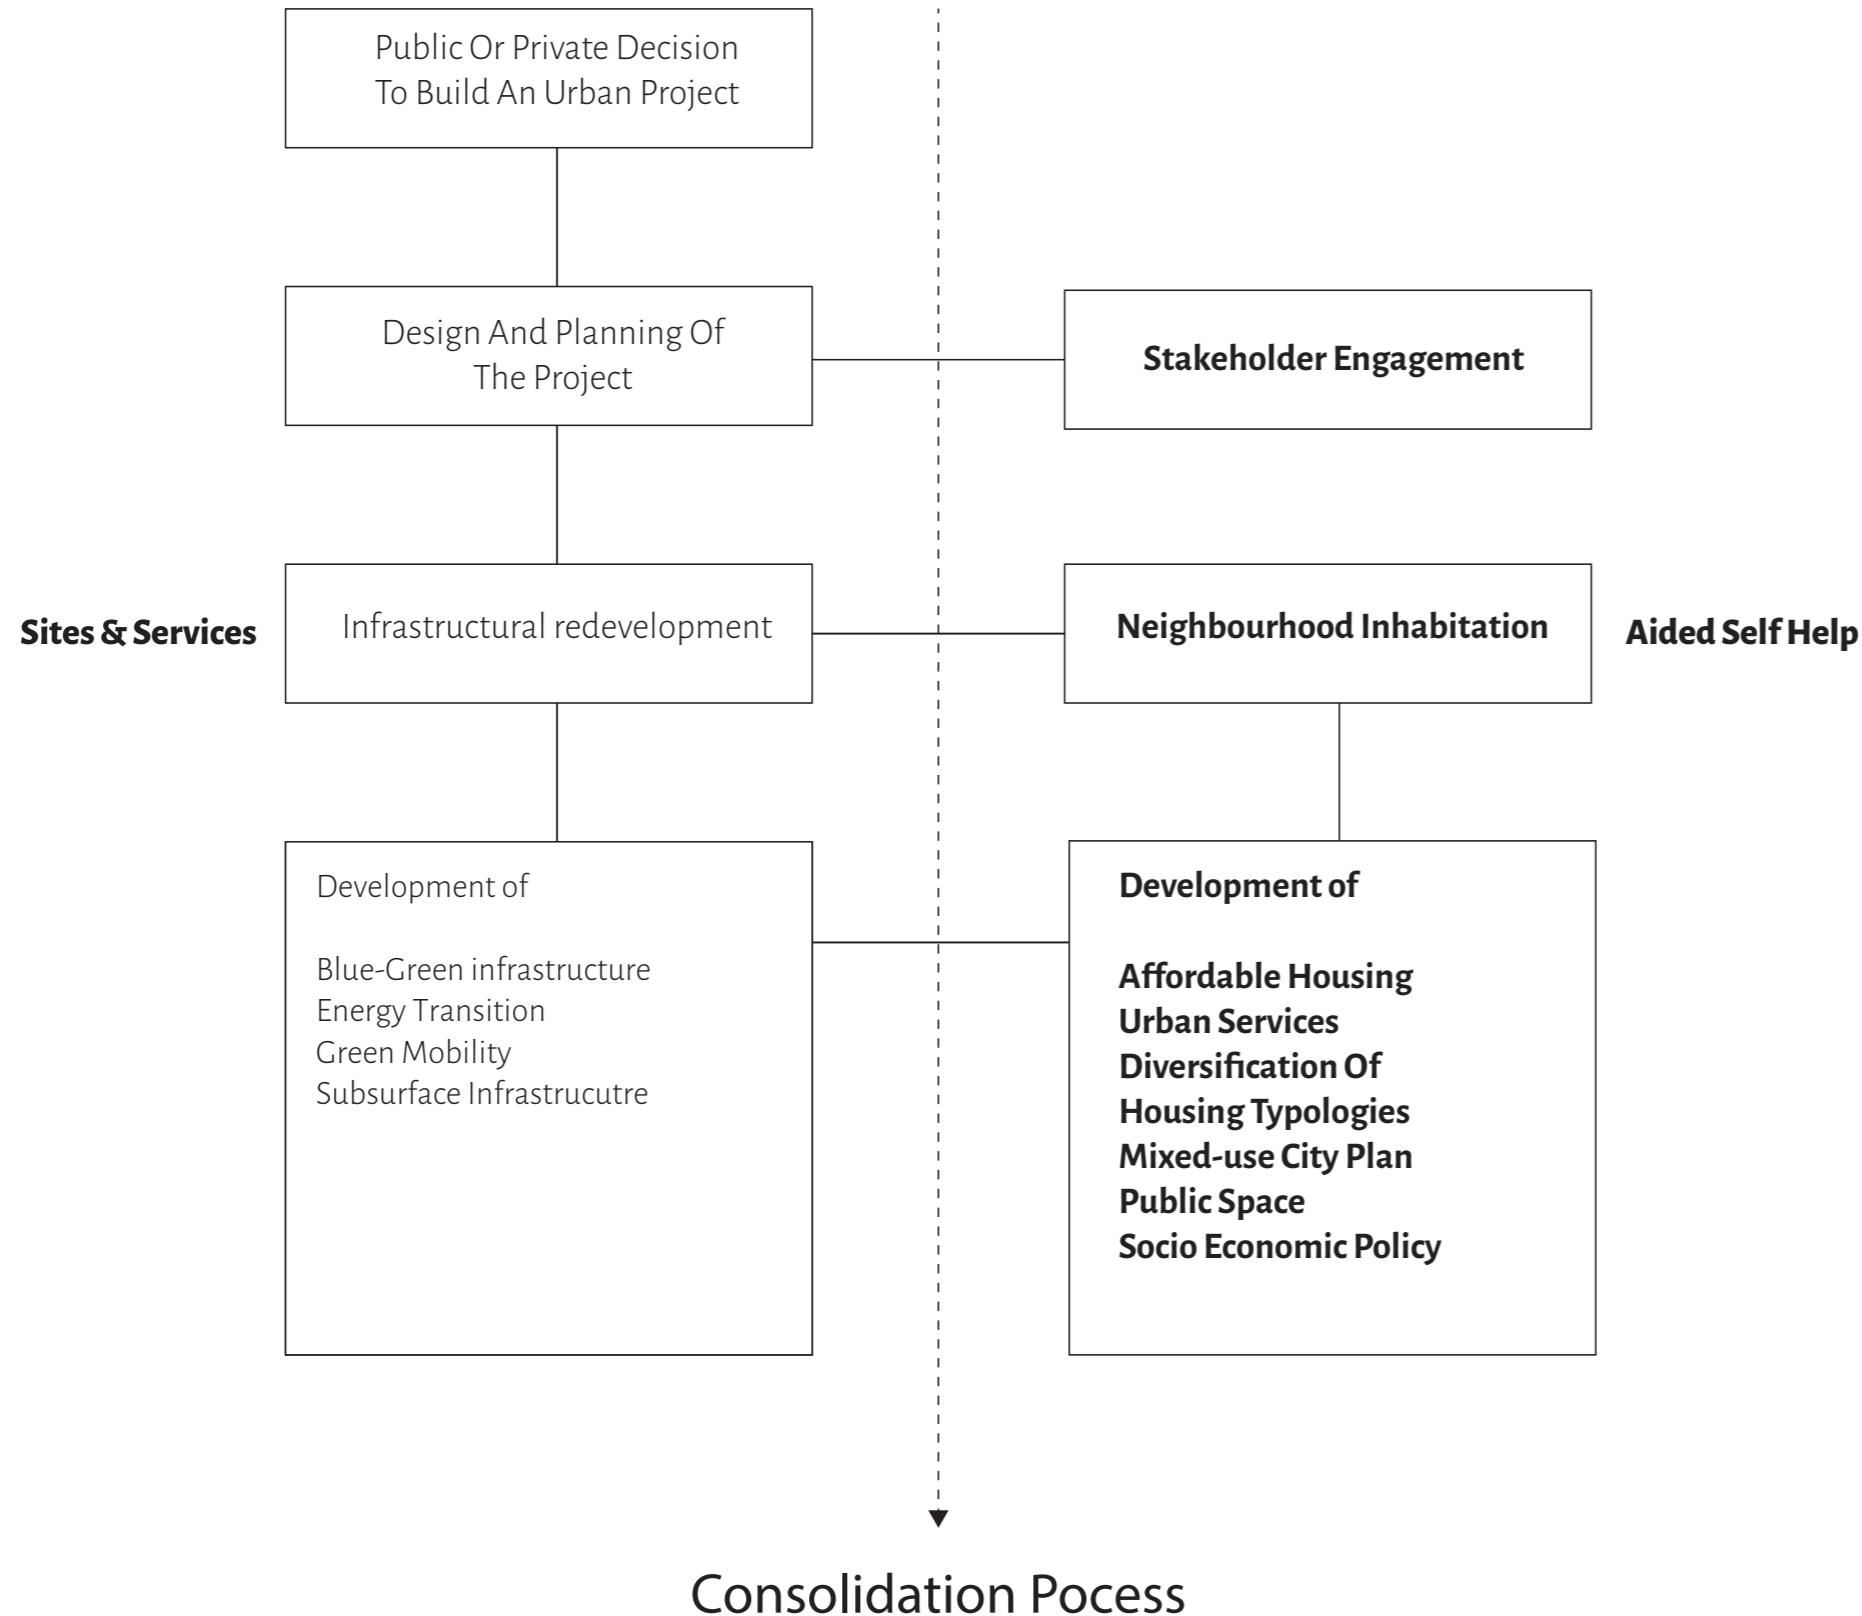 Public Or Private Decision
To Build An Urban Project
Design And Planning Of
The Project
Stakeholder Engagement
Sites & Services
Infrastructural redevelopment
Neighbourhood Inhabitation
Aided Self Help
Development of
Blue-Green infrastructure
Energy Transition
Green Mobility
Subsurface Infrastrucutre
Development of
Affordable Housing
Urban Services
Diversification Of
Housing Typologies
Mixed-use City Plan
Public Space
Socio Economic Policy
Consolidation Pocess